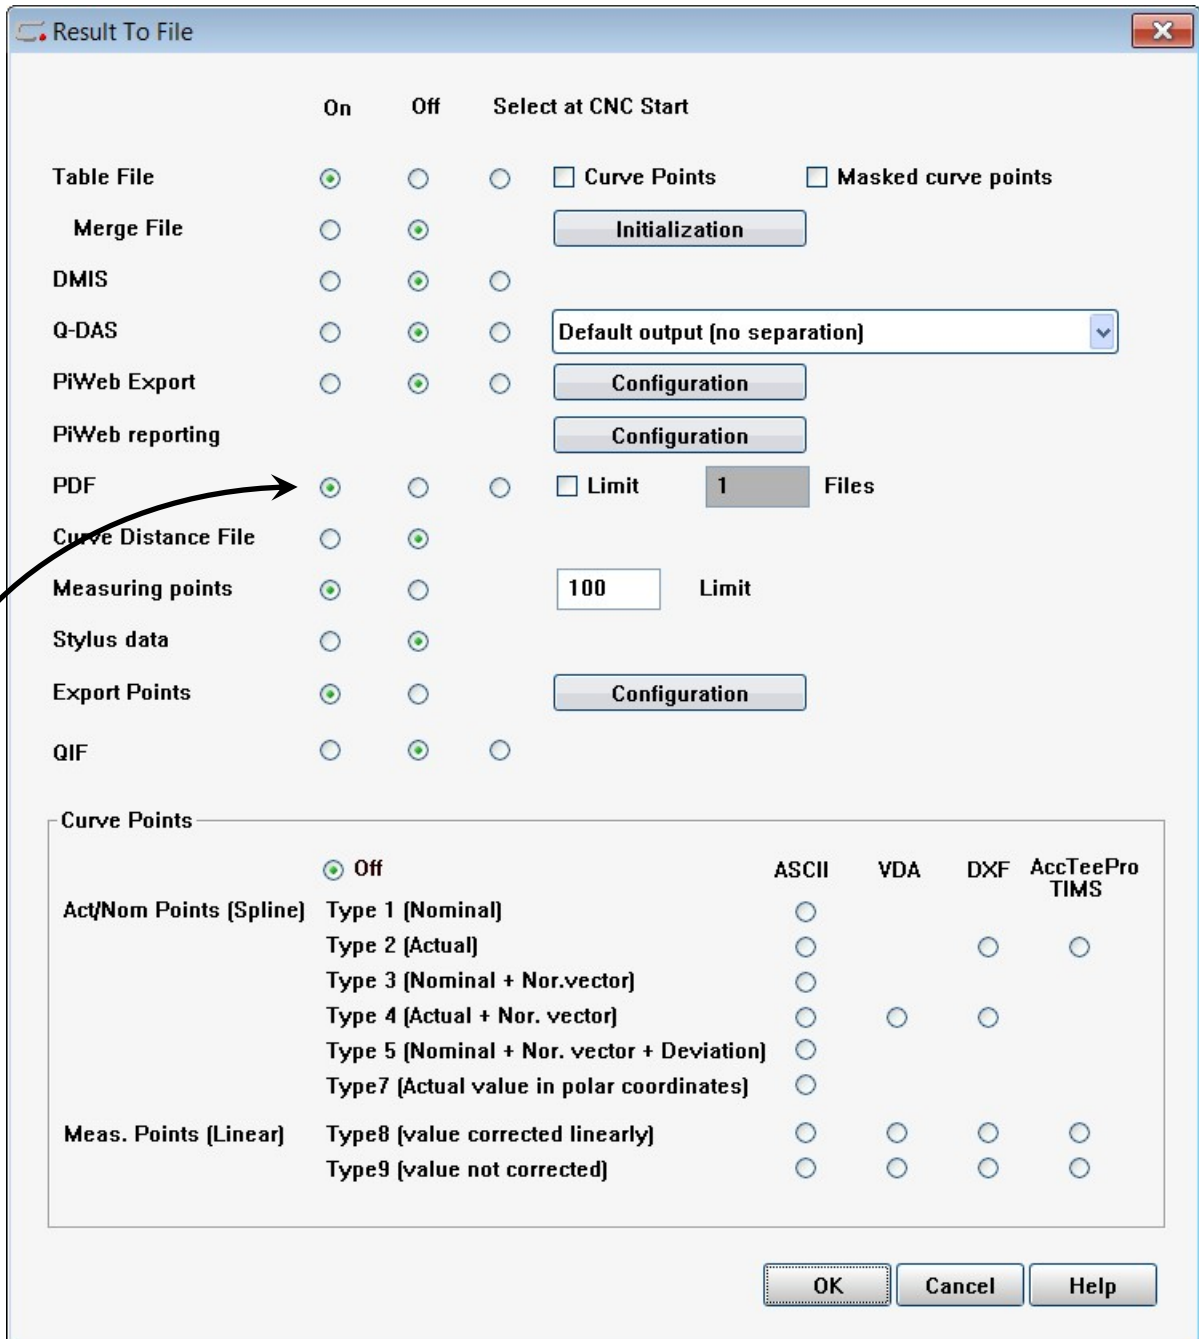 Result To File
On Off Select at CNC Start
Table File Curve Points Masked curve points
Merge File Initialization
DMIS
Q-DAS Default output (no separation)
PiWeb Export Configuration
PiWeb reporting Configuration
PDF Limit 1 Files
Curve Distance File
Measuring points 100 Limit
Stylus data
Export Points Configuration
QIF
Curve Points
Off ASCII VDA DXF AccTeePro
TIMS
Act/Nom Points (Spline) Type 1 (Nominal)
Type 2 (Actual)
Type 3 (Nominal + Nor.vector)
Type 4 (Actual + Nor. vector)
Type 5 (Nominal + Nor. vector + Deviation)
Type7 (Actual value in polar coordinates)
Meas. Points (Linear) Type8 (value corrected linearly)
Type9 (value not corrected)
OK Cancel Help